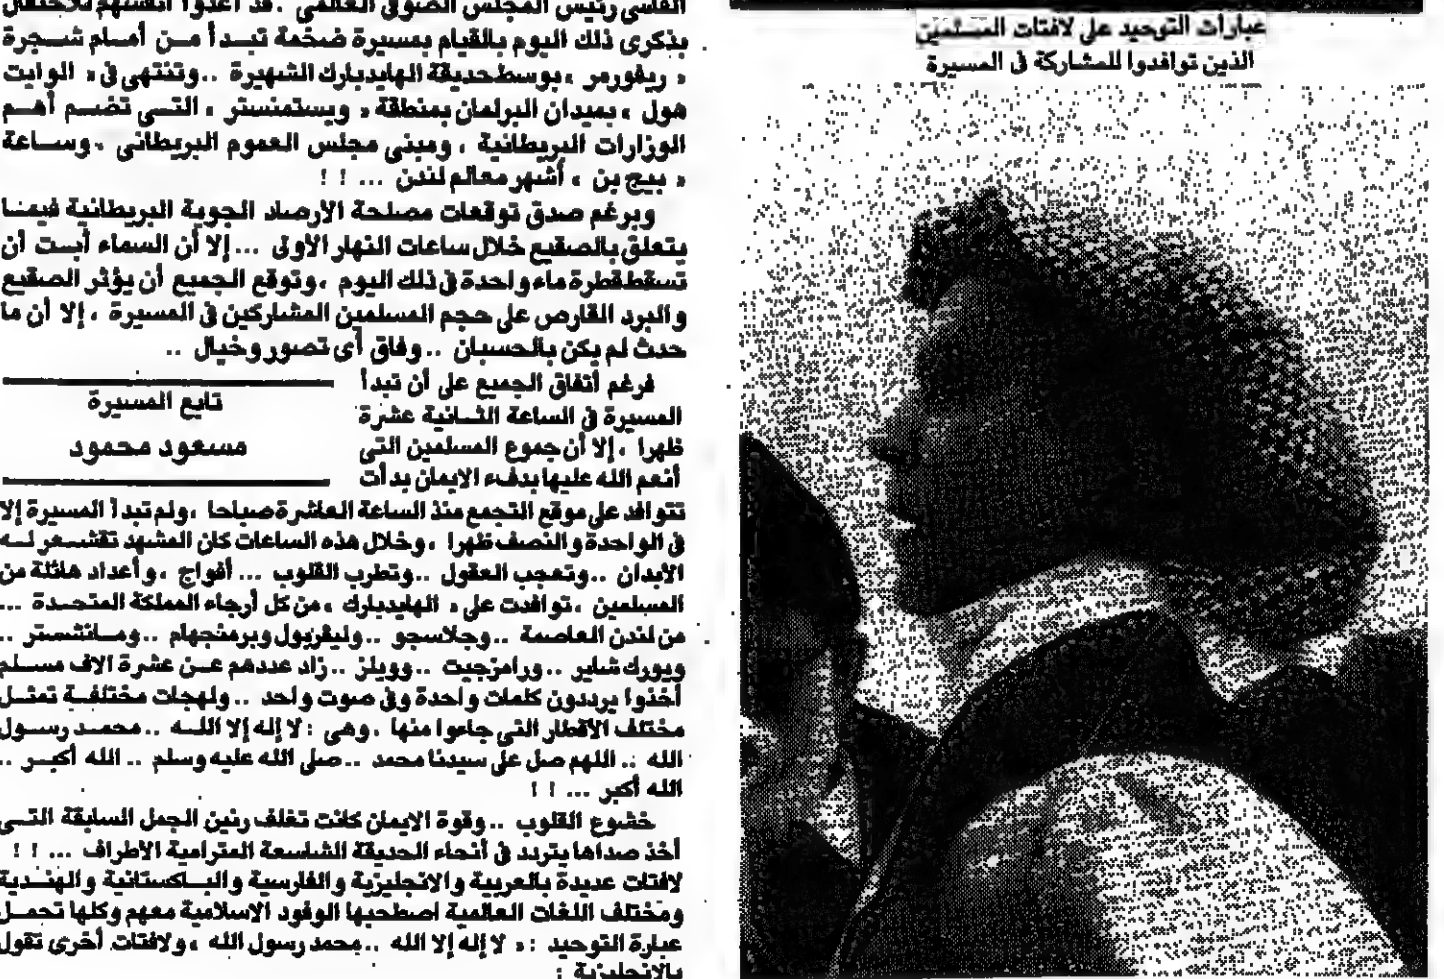 عبارات التوحيد على لافتات المسلمين
الذين توافدوا للمشاركة فى المسيرة
الفاسى رئيس المجلس الصوفى العالمى . قد أعدوا أنفسهم للاحتفال
بذكرى ذلك اليوم بالقيام بمسيرة ضخمة تبدأ من أمام شجرة
« ريفورمر » بوسط حديقة الهايدبارك الشهيرة .. وتنتهى فى « الوايت
هول » بميدان البرلمان بمنطقة « ويستمنستر » التى تضم أهم
الوزارات البريطانية ، ومبنى مجلس العموم البريطانى ، وساعة
« بيج بن » أشهر معالم لندن ... ! !
وبرغم صدق توقعات مصلحة الارصاد الجوية البريطانية فيما
يتعلق بالصقيع خلال ساعات النهار الأولى ... إلا أن السماء أبت أن
تسقط قطرة ماء واحدة فى ذلك اليوم ، وتوقع الجميع أن يؤثر الصقيع
والبرد القارص على حجم المسلمين المشاركين فى المسيرة ، إلا أن ما
حدث لم يكن بالحسبان .. وفاق أى تصور وخيال ..
فرغم أتفاق الجميع على أن تبدأ
المسيرة فى الساعة الثانية عشرة
ظهرا ، إلا أن جموع المسلمين التى
أنعم الله عليها بدفء الايمان بدأت
تابع المسيرة
مسعود محمود
تتوافد على موقع التجمع منذ الساعة العاشرة صباحا ، ولم تبدأ المسيرة إلا
فى الواحدة والنصف ظهرا ، وخلال هذه الساعات كان المشهد تقشعر له
الأبدان .. وتعجب العقول .. وتطرب القلوب ... أفواج ، وأعداد هائلة من
المسلمين ، توافدت على « الهايدبارك » من كل أرجاء المملكة المتحدة ...
من لندن العاصمة .. وجلاسجو .. وليفربول وبرمنجهام .. ومانشستر ..
ويورك شاير .. ورامزجيت .. وويلز .. زاد عددهم عن عشرة الاف مسلم
أخذوا يرددون كلمات واحدة وفى صوت واحد .. ولهجات مختلفة تمثل
مختلف الأقطار التى جاءوا منها ، وهى : لا إله إلا الله .. محمد رسول
الله .. اللهم صل على سيدنا محمد .. صلى الله عليه وسلم .. الله أكبر ..
الله أكبر ... ! !
خشوع القلوب .. وقوة الايمان كانت تغلف رنين الجمل السابقة التى
أخذ صداها يتردد فى أنحاء الحديقة الشاسعة المترامية الأطراف ... ! !
لافتات عديدة بالعربية والانجليزية والفارسية والباكستانية والهندية
ومختلف اللغات العالمية اصطحبها الوفود الاسلامية معهم وكلها تحمل
عبارة التوحيد : « لا إله إلا الله .. محمد رسول الله » ولافتات أخرى تقول
بالانجليزية :